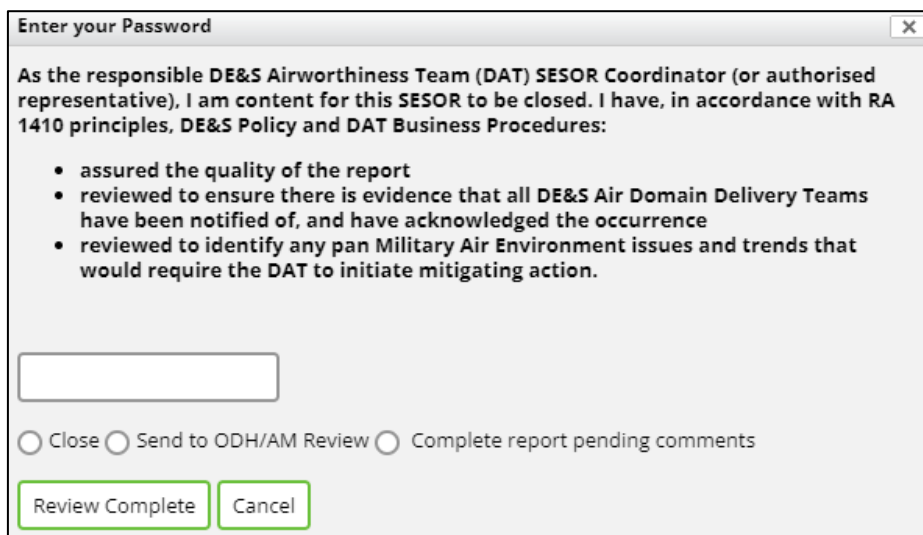 Enter your Password
As the responsible DE&S Airworthiness Team (DAT) SESOR Coordinator (or authorised
representative), I am content for this SESOR to be closed. I have, in accordance with RA
1410 principles, DE&S Policy and DAT Business Procedures:
• assured the quality of the report
• reviewed to ensure there is evidence that all DE&S Air Domain Delivery Teams
have been notified of, and have acknowledged the occurrence
• reviewed to identify any pan Military Air Environment issues and trends that
would require the DAT to initiate mitigating action.
Close Send to ODH/AM Review Complete report pending comments
Review Complete Cancel